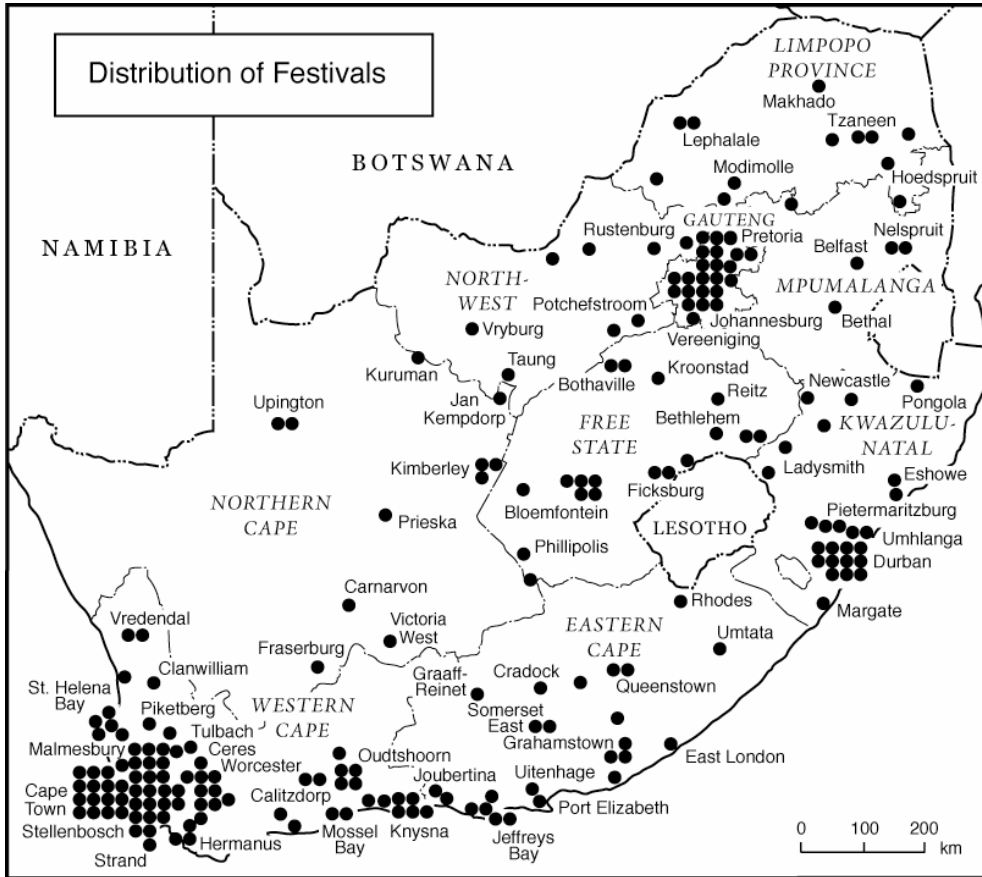 Distribution of Festivals
LIMPOPO
PROVINCE
Makhado
Tzaneen
Lephalale
BOTSWANA
Modimolle
Hoedspruit
NAMIBIA
Rustenburg
GAUTENG
Pretoria
Nelspruit
Belfast
NORTH-
WEST
MPUMALANGA
Potchefstroom
Johannesburg
Bethal
Vryburg
Vereeniging
Kuruman
Taung
Bothaville
Kroonstad
Newcastle
Reitz
Pongola
Jan
Kempdorp
Upington
FREE
STATE
Bethlehem
KWAZULU-
NATAL
Kimberley
Ladysmith
Eshowe
Ficksburg
NORTHERN
CAPE
Bloemfontein
Pietermaritzburg
Prieska
LESOTHO
Umhlanga
Phillipolis
Durban
Carnarvon
Rhodes
Margate
Vredendal
Victoria
West
EASTERN
CAPE
Umtata
Fraserburg
Clanwilliam
Graaff-
Reinet
Cradock
Queenstown
St. Helena
Bay
Piketberg
WESTERN
CAPE
Somerset
East
Tulbach
Malmesbury
Ceres
Oudtshoorn
Grahamstown
East London
Worcester
Joubertina
Uitenhage
Cape
Town
Calitzdorp
Port Elizabeth
Stellenbosch
Mossel
Bay
Knysna
Jeffreys
Bay
Hermanus
Strand
0 100 200
km